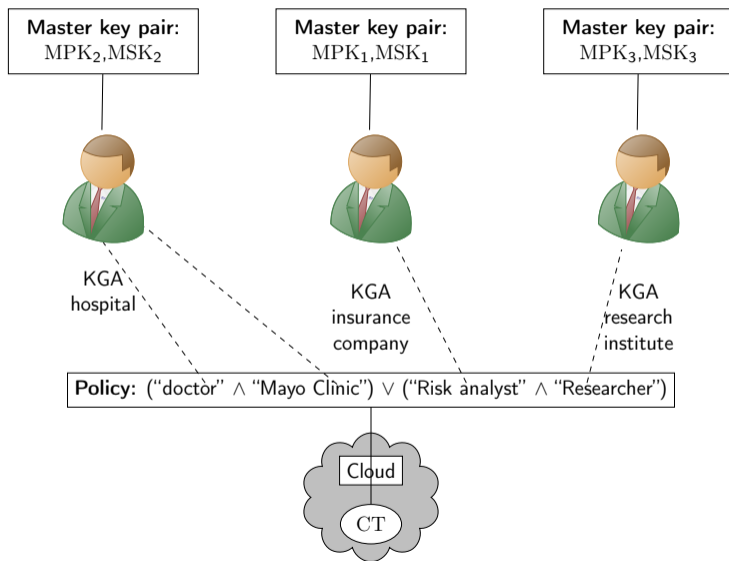 Master key pair:
MPK₂,MSK₂
Master key pair:
MPK₁,MSK₁
Master key pair:
MPK₃,MSK₃
KGA
hospital
KGA
insurance
company
KGA
research
institute
Policy: (“doctor” ∧ “Mayo Clinic”) ∨ (“Risk analyst” ∧ “Researcher”)
Cloud
CT